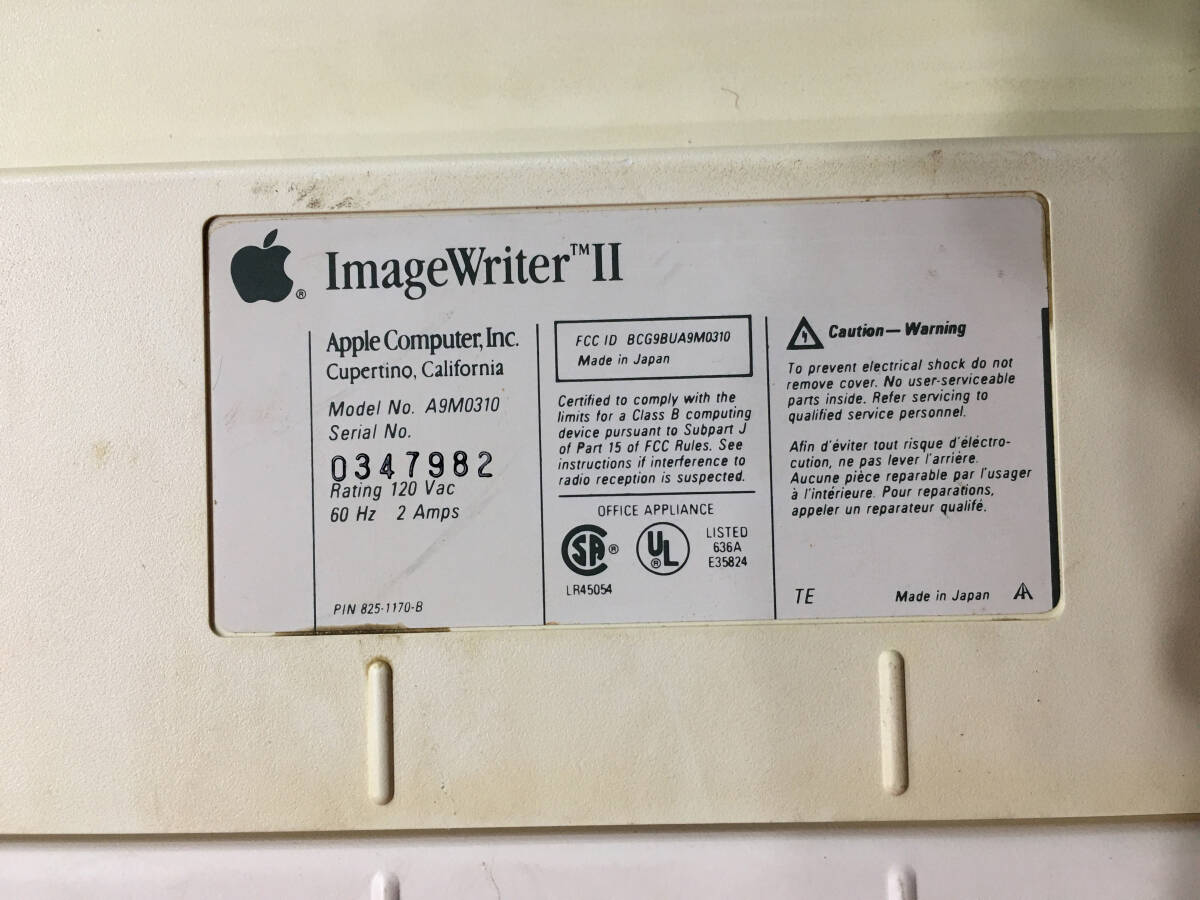 ImageWriter™II
Apple Computer, Inc.
Cupertino, California
Model No. A9M0310
Serial No.
0347982
Rating 120 Vac
60 Hz 2 Amps
PIN 825-1170-B
FCC ID BCG9BUA9M0310
Made in Japan
Certified to comply with the
limits for a Class B computing
device pursuant to Subpart J
of Part 15 of FCC Rules. See
instructions if interference to
radio reception is suspected.
OFFICE APPLIANCE
SA ®
LR45054
UL ®
LISTED
636A
E35824
Caution—Warning
To prevent electrical shock do not
remove cover. No user-serviceable
parts inside. Refer servicing to
qualified service personnel.
Afin d'éviter tout risque d'éléctro-
cution, ne pas lever l'arrière.
Aucune pièce reparable par l'usager
à l'intérieure. Pour reparations,
appeler un reparateur qualifé.
TE
Made in Japan